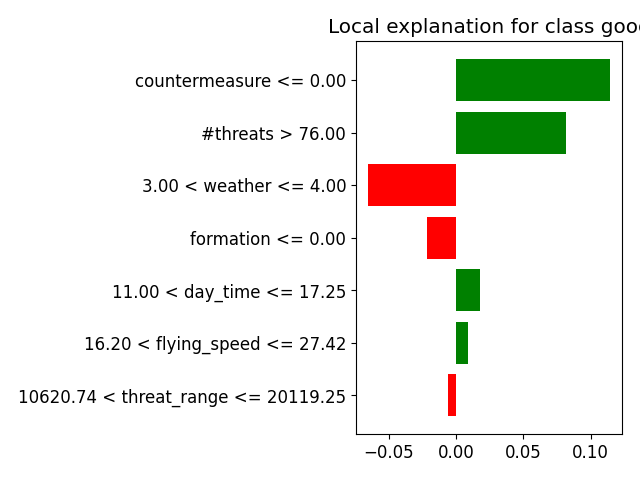 Local explanation for class good
countermeasure <= 0.00
#threats > 76.00
3.00 < weather <= 4.00
formation <= 0.00
11.00 < day_time <= 17.25
16.20 < flying_speed <= 27.42
10620.74 < threat_range <= 20119.25
−0.05 0.00 0.05 0.10